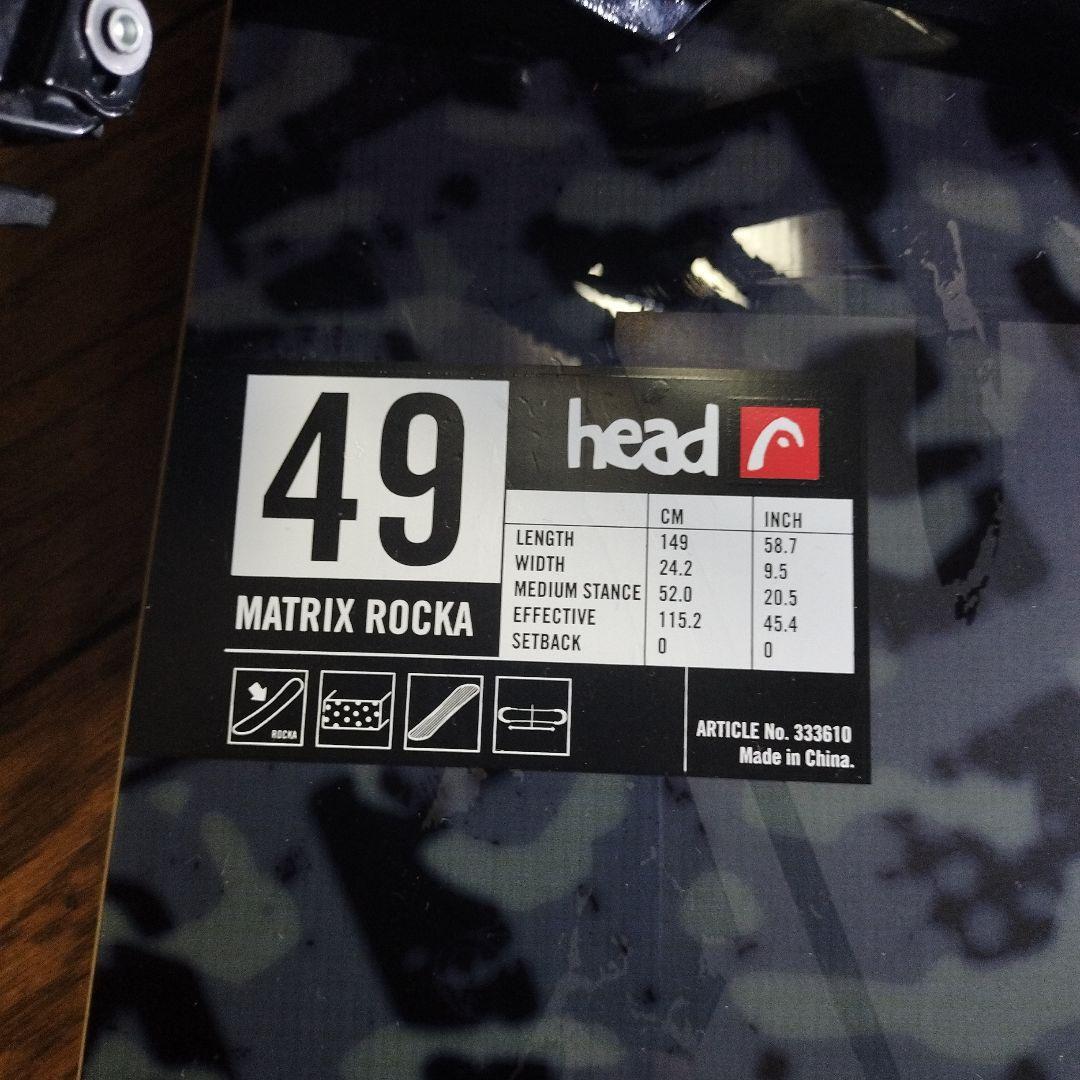 49
head
MATRIX ROCKA
CM INCH
LENGTH 149 58.7
WIDTH 24.2 9.5
MEDIUM STANCE 52.0 20.5
EFFECTIVE 115.2 45.4
SETBACK 0 0
ROCKA
ARTICLE No. 333610
Made in China.